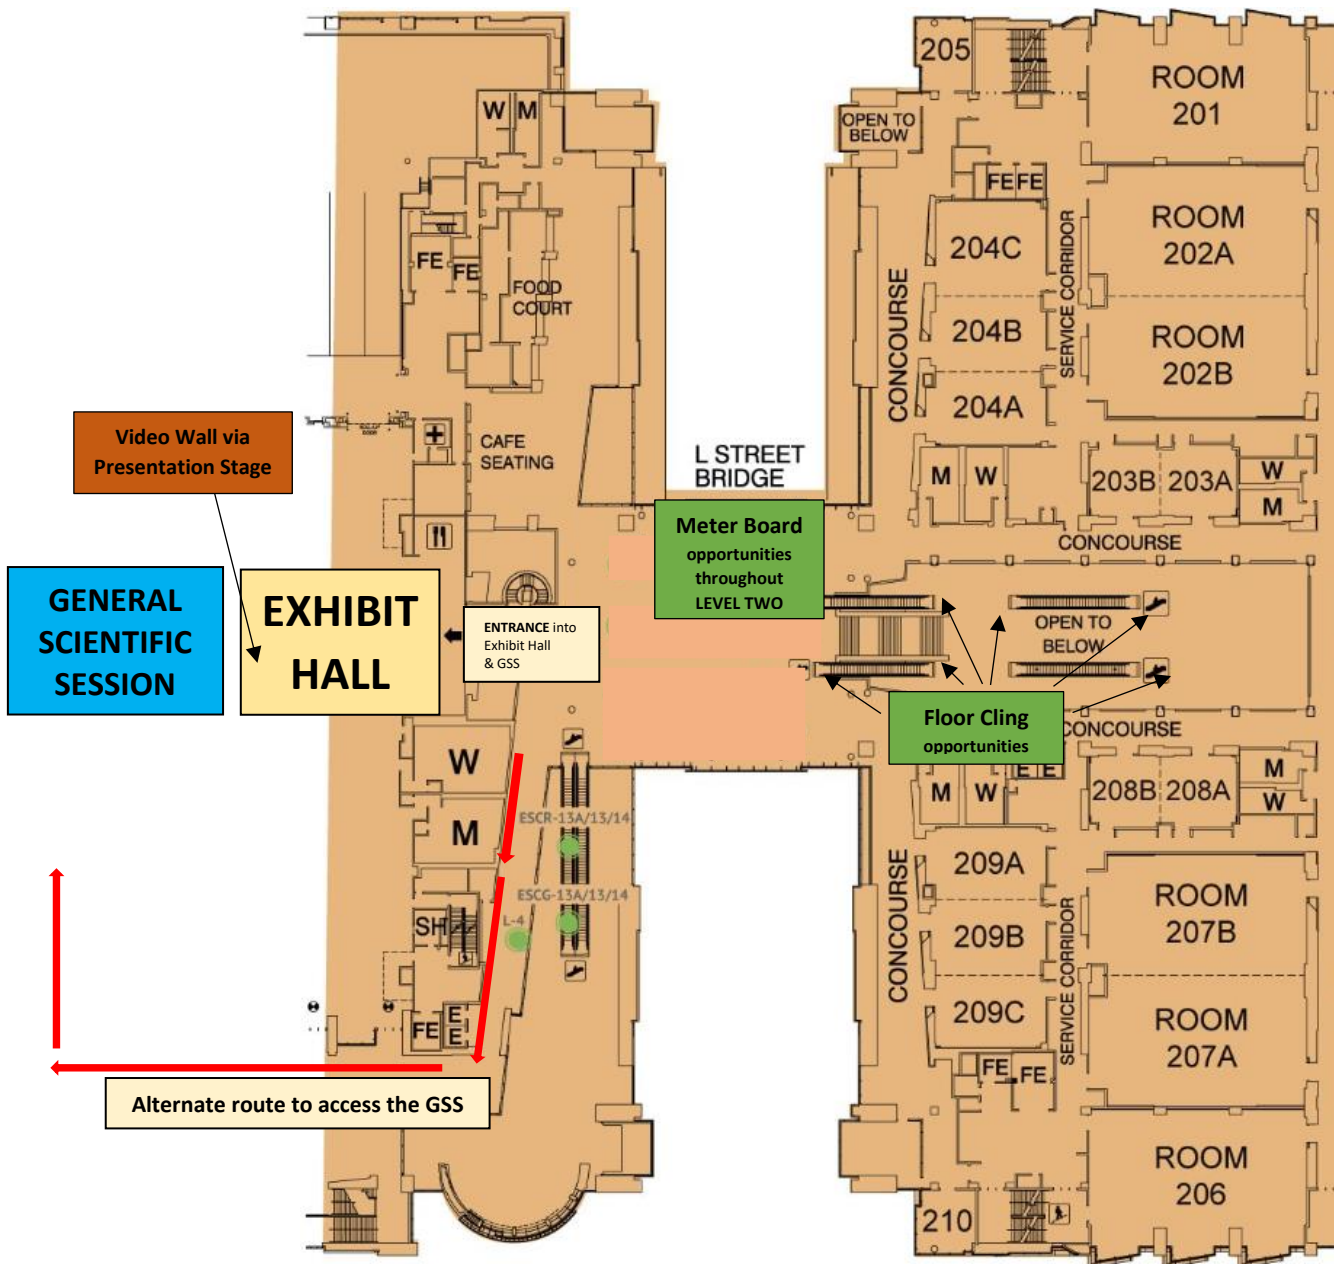 205
ROOM
201
W
M
OPEN TO
BELOW
FE
FE
ROOM
202A
204C
FE
FE
FOOD
COURT
CONCOURSE
SERVICE CORRIDOR
204B
ROOM
202B
204A
Video Wall via
Presentation Stage
CAFE
SEATING
L STREET
BRIDGE
M
W
203B
203A
W
M
Meter Board
opportunities
throughout
LEVEL TWO
CONCOURSE
GENERAL
SCIENTIFIC
SESSION
EXHIBIT
HALL
ENTRANCE into
Exhibit Hall
& GSS
OPEN TO
BELOW
Floor Cling
opportunities
CONCOURSE
W
M
M
W
E
E
208B
208A
M
W
ESCR-13A/13/14
ESCG-13A/13/14
L-4
SH
CONCOURSE
209A
209B
209C
SERVICE CORRIDOR
ROOM
207B
ROOM
207A
FE
E
E
FE
FE
Alternate route to access the GSS
ROOM
206
210